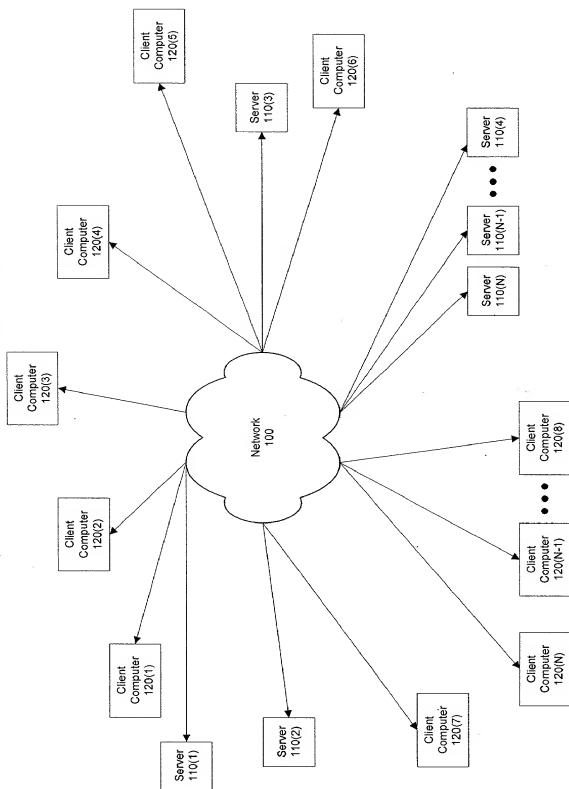 Client
Computer
120(3)
Client
Computer
120(2)
Client
Computer
120(4)
Client
Computer
120(1)
Client
Computer
120(5)
Server
110(1)
Server
110(3)
Network
100
Server
110(2)
Client
Computer
120(6)
Client
Computer
120(7)
Server
110(N)
Server
110(N-1)
Server
110(4)
Client
Computer
120(N)
Client
Computer
120(N-1)
Client
Computer
120(8)